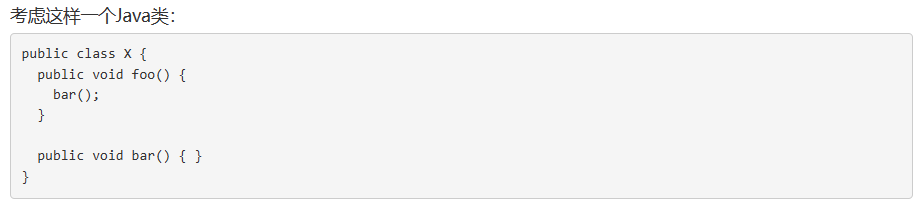 考虑这样一个Java类：
public class X {
  public void foo() {
    bar();
  }

  public void bar() { }
}